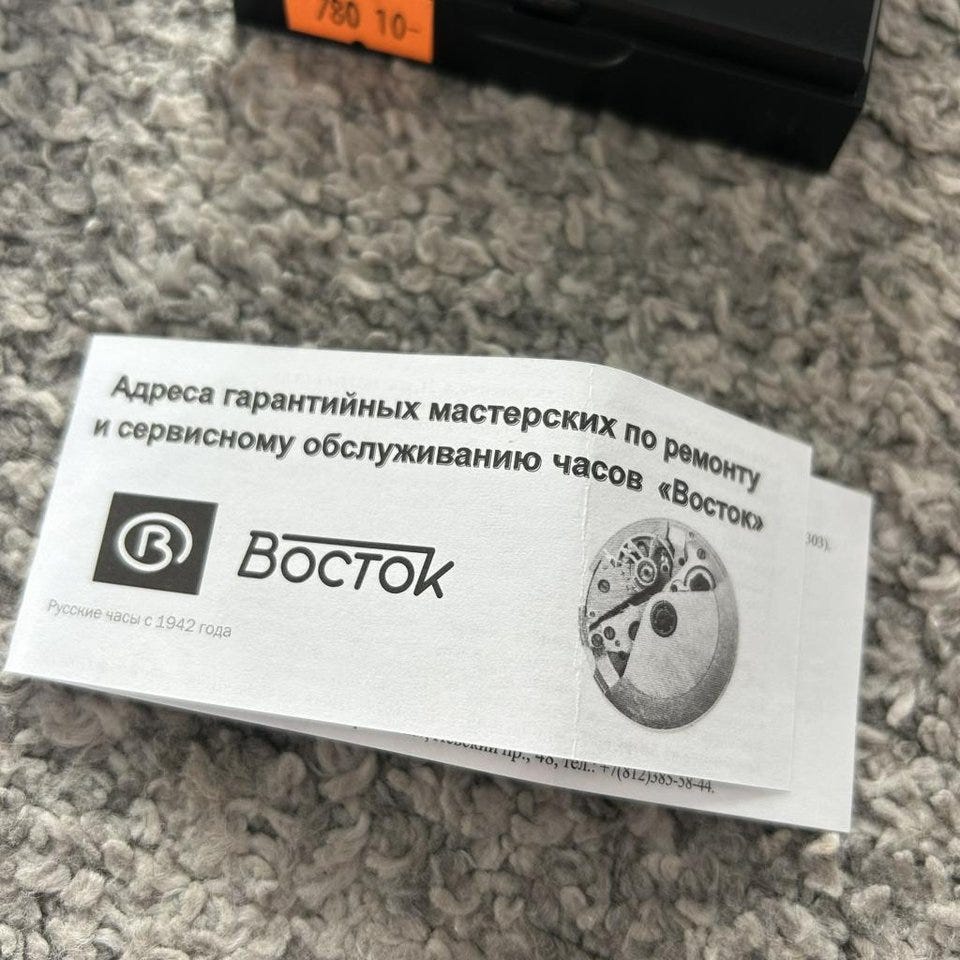 780 10-
Адреса гарантийных мастерских по ремонту
и сервисному обслуживанию часов «Восток»
В
Восток
Русские часы с 1942 года
303).
Невский пр., 48, тел.: +7(812)385-58-44.